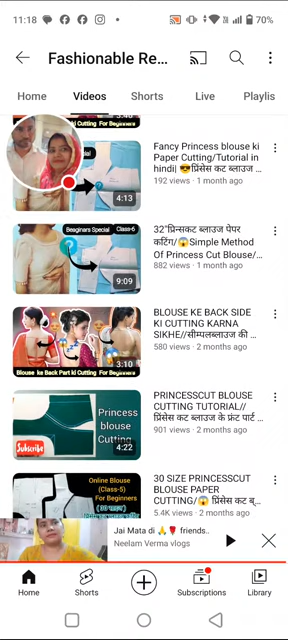 11:18
70%
Fashionable Re...
Home Videos Shorts Live Playlis
Cutting For Beginners
4:13
Fancy Princess blouse ki
Paper Cutting/Tutorial in
hindi| 😎प्रिंसेस कट ब्लाउज ...
192 views · 1 month ago
Beaginars Special Class-6
9:09
32"प्रिन्सकट ब्लाउज पेपर
कटिंग/😱Simple Method
Of Princess Cut Blouse/...
882 views · 1 month ago
Blouse ke Back Part ki Cutting For Beginners
3:10
BLOUSE KE BACK SIDE
KI CUTTING KARNA
SIKHE//सीम्पलब्लाउज की ...
580 views · 2 months ago
Princess
blouse
Cutting
Subscribe
4:22
PRINCESSCUT BLOUSE
CUTTING TUTORIAL//
प्रिंसेस कट ब्लाउज के फ्रंट पार्ट ...
901 views · 2 months ago
Online Blouse
(Class-5)
For Beginners
30 SIZE PRINCESSCUT
BLOUSE PAPER
CUTTING/😱 प्रिंसेस कट ब्...
5.4K views · 2 months ago
Jai Mata di 🙏🌹 friends..
Neelam Verma vlogs
Home Shorts Subscriptions Library